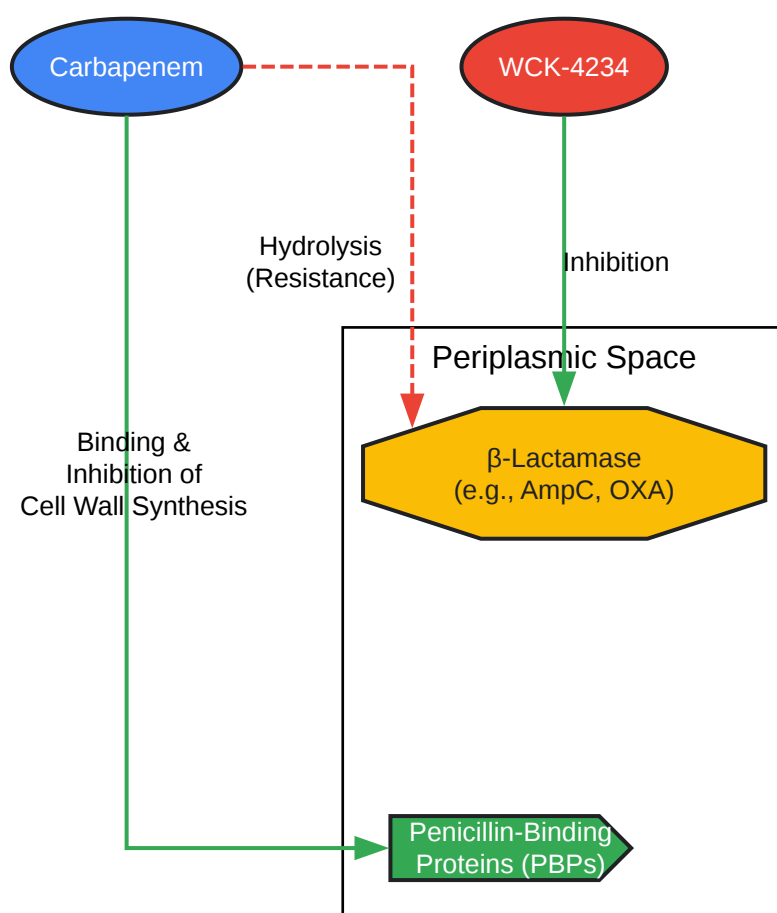 Carbapenem
WCK-4234
Hydrolysis
(Resistance)
Inhibition
Periplasmic Space
β-Lactamase
(e.g., AmpC, OXA)
Binding &
Inhibition of
Cell Wall Synthesis
Penicillin-Binding
Proteins (PBPs)